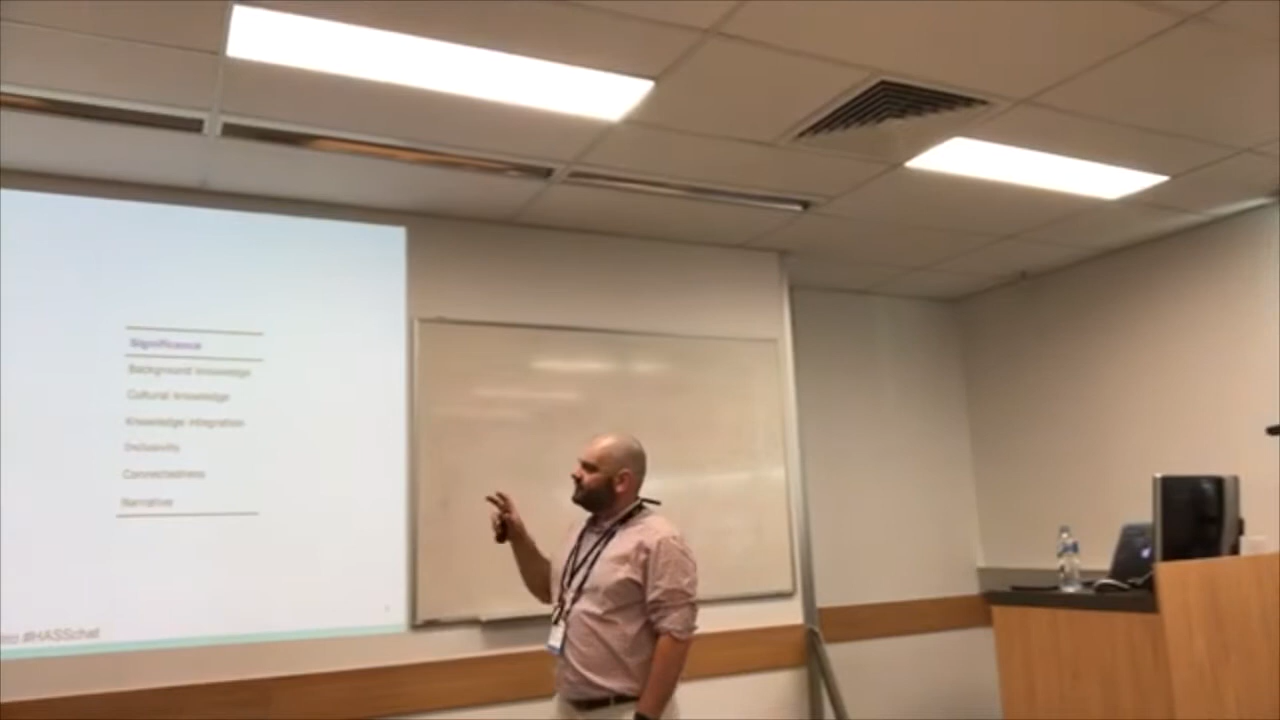 Significance
Background knowledge
Cultural knowledge
Knowledge integration
Inclusivity
Connectedness
Narrative
#HASSchat